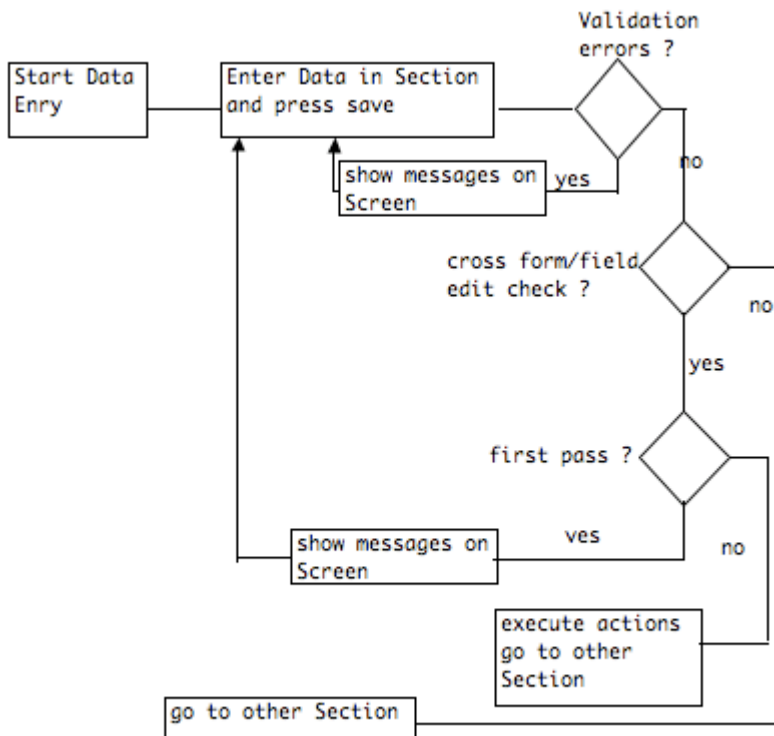 Validation
errors ?
Start Data
Enry
Enter Data in Section
and press save
no
show messages on
Screen
yes
cross form/field
edit check ?
no
yes
first pass ?
show messages on
Screen
yes
no
execute actions
go to other
Section
go to other Section